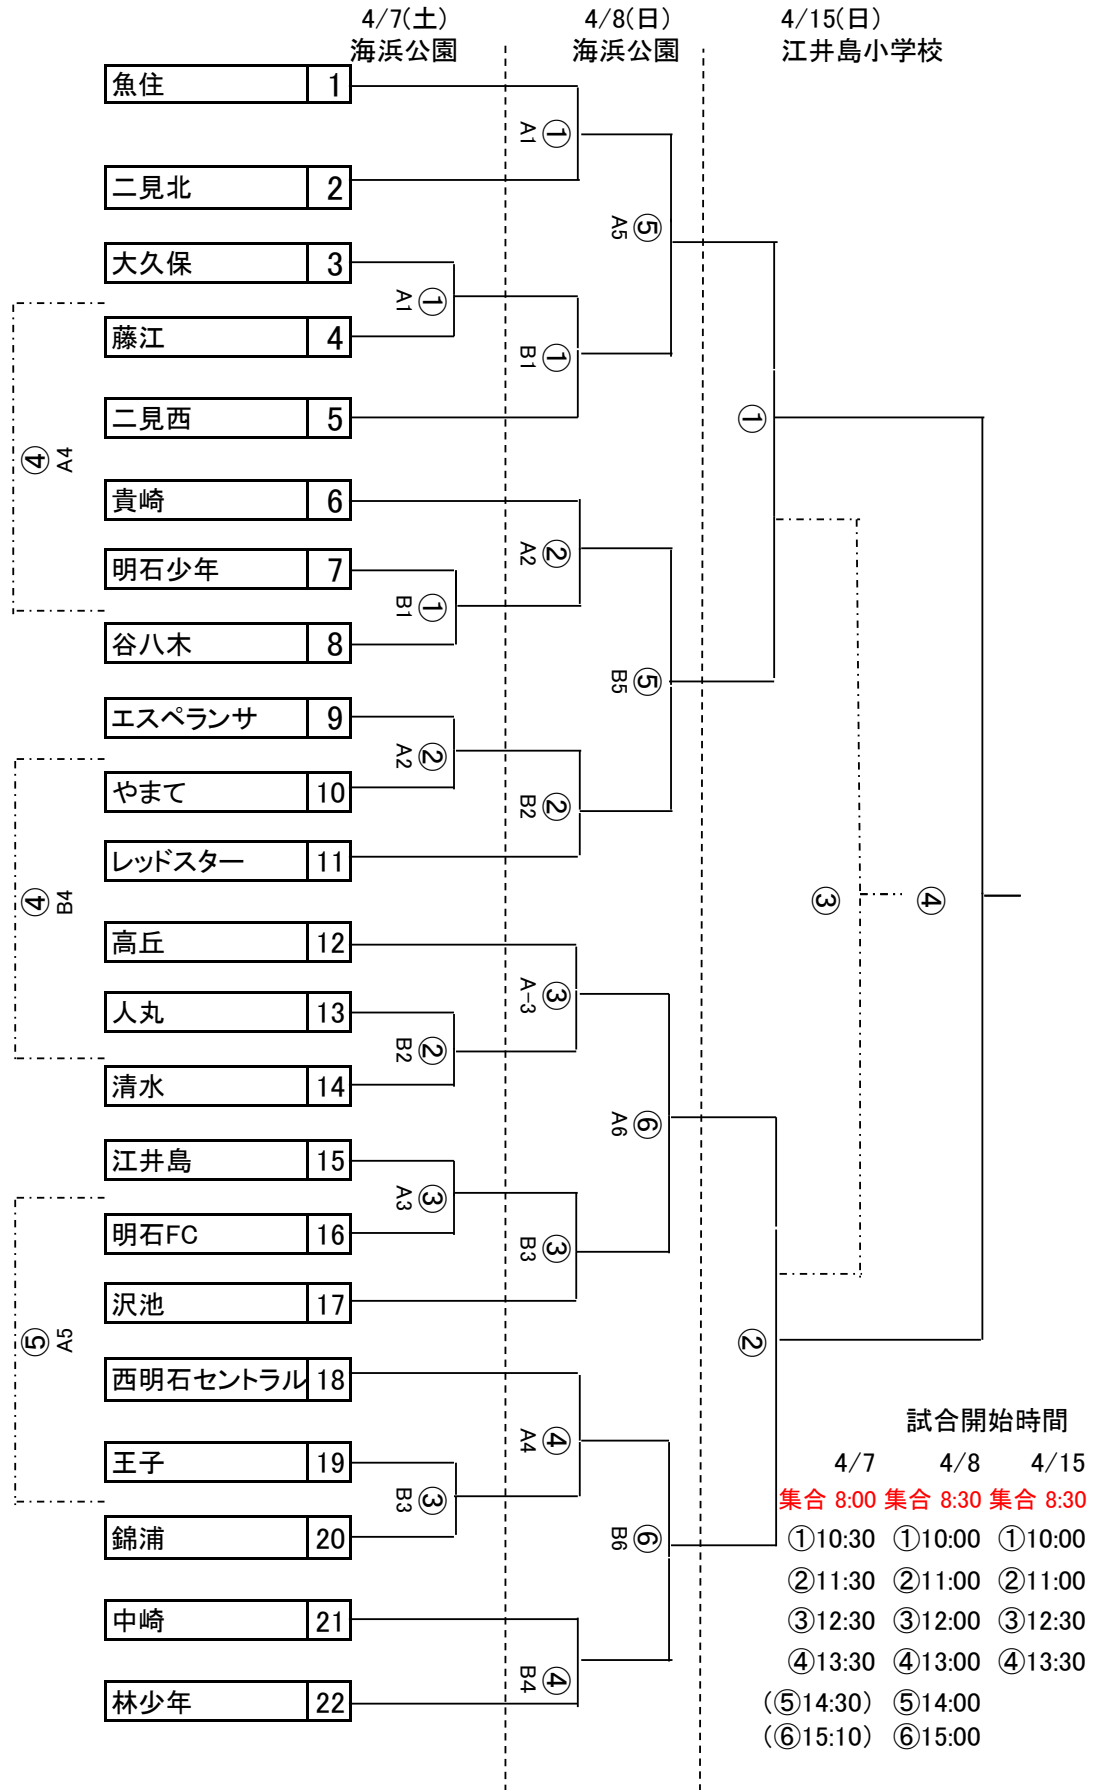 4/7(土) 4/8(日) 4/15(日)
海浜公園 海浜公園 江井島小学校
魚住 1
① A1
二見北 2
⑤ A5
大久保 3
① A1
藤江 4
① B1
二見西 5
①
④ A4
貴崎 6
② A2
明石少年 7
① B1
谷八木 8
⑤ B5
エスペランサ 9
② A2
やまて 10
② B2
レッドスター 11
④ B4
③ ④
高丘 12
③ A-3
人丸 13
② B2
清水 14
⑥ A6
江井島 15
③ A3
明石FC 16
③ B3
沢池 17
⑤ A5
②
西明石セントラル 18
④ A4
王子 19
③ B3
錦浦 20
⑥ B6
中崎 21
④ B4
林少年 22
試合開始時間
4/7 4/8 4/15
集合 8:00 集合 8:30 集合 8:30
①10:30 ①10:00 ①10:00
②11:30 ②11:00 ②11:00
③12:30 ③12:00 ③12:30
④13:30 ④13:00 ④13:30
(⑤14:30) ⑤14:00
(⑥15:10) ⑥15:00